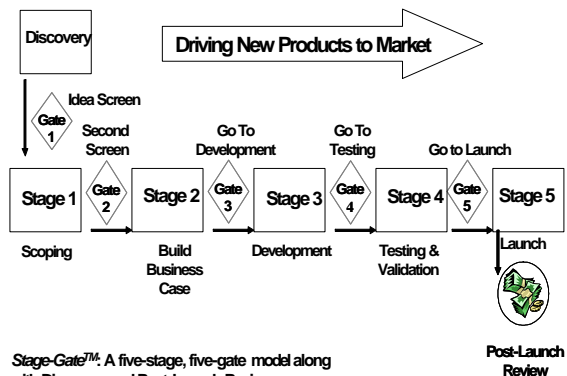 Discovery
Driving New Products to Market
Idea Screen
Gate
1
Second
Screen
Go To
Development
Go To
Testing
Go to Launch
Stage 1
Gate
2
Stage 2
Gate
3
Stage 3
Gate
4
Stage 4
Gate
5
Stage 5
Scoping
Build
Business
Case
Development
Testing &
Validation
Launch
Post-Launch
Review
Stage-Gate™: A five-stage, five-gate model along